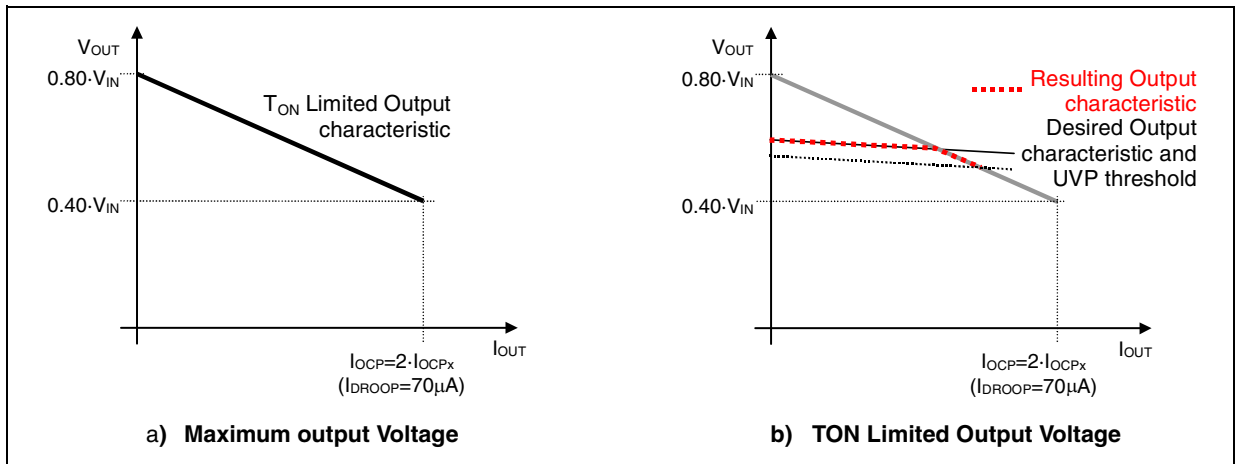 VOUT
0.80·VIN
TON Limited Output
characteristic
0.40·VIN
IOUT
IOCP=2·IOCPx
(IDROOP=70µA)
a) Maximum output Voltage
VOUT
0.80·VIN
Resulting Output
characteristic
Desired Output
characteristic and
UVP threshold
0.40·VIN
IOUT
IOCP=2·IOCPx
(IDROOP=70µA)
b) TON Limited Output Voltage